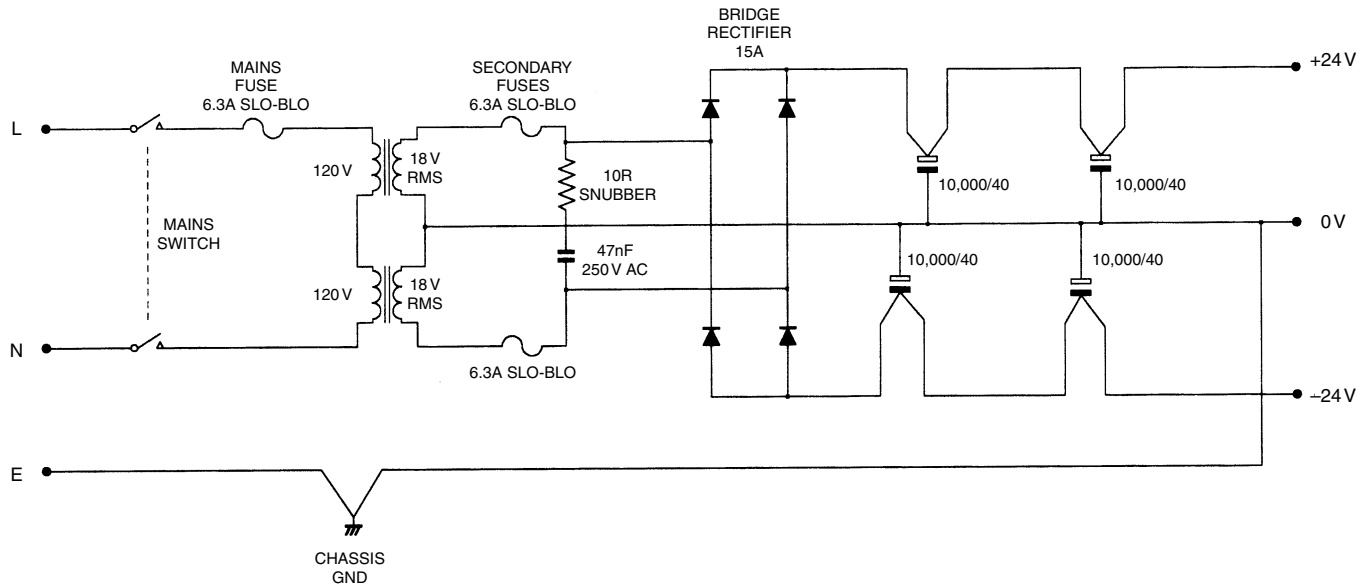 BRIDGE
RECTIFIER
15A
MAINS
FUSE
6.3A SLO-BLO
SECONDARY
FUSES
6.3A SLO-BLO
+24 V
L
120 V
18 V
RMS
10R
SNUBBER
10,000/40
10,000/40
MAINS
SWITCH
0 V
47nF
250 V AC
10,000/40
10,000/40
120 V
18 V
RMS
N
6.3A SLO-BLO
–24 V
E
CHASSIS
GND